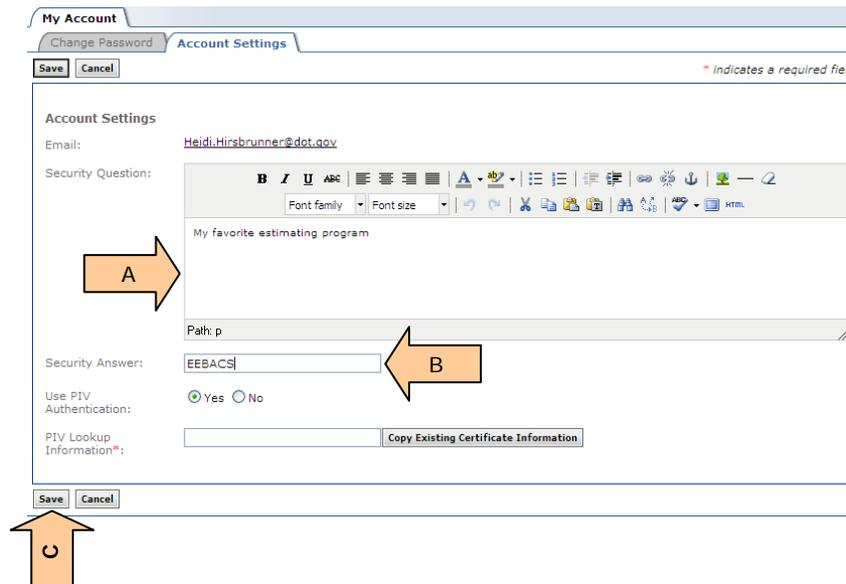 My Account
Change Password Account Settings
Save Cancel * indicates a required fie
Account Settings
Email: Heidi.Hirsbrunner@dot.gov
Security Question:
B I U ABC A ab
Font family Font size ABC HTML
My favorite estimating program
A
Path: p
Security Answer: EEBACS
B
Use PIV
Authentication: Yes No
PIV Lookup
Information*: Copy Existing Certificate Information
Save Cancel
C